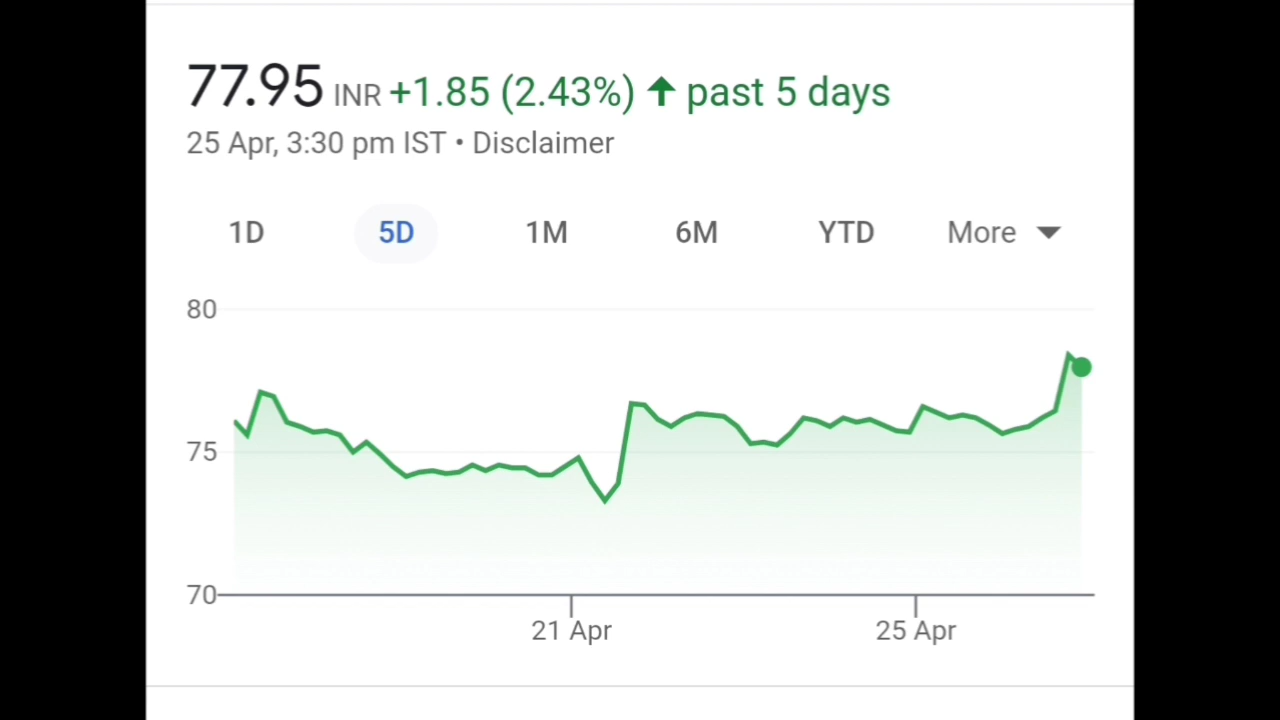 77.95 INR +1.85 (2.43%) ↑ past 5 days
25 Apr, 3:30 pm IST • Disclaimer
1D 5D 1M 6M YTD More
80
75
70
21 Apr 25 Apr